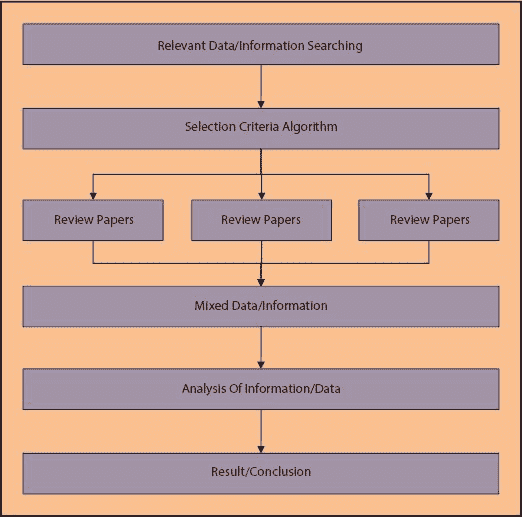 Relevant Data/Information Searching
Selection Criteria Algorithm
Review Papers
Review Papers
Review Papers
Mixed Data/Information
Analysis Of Information/Data
Result/Conclusion